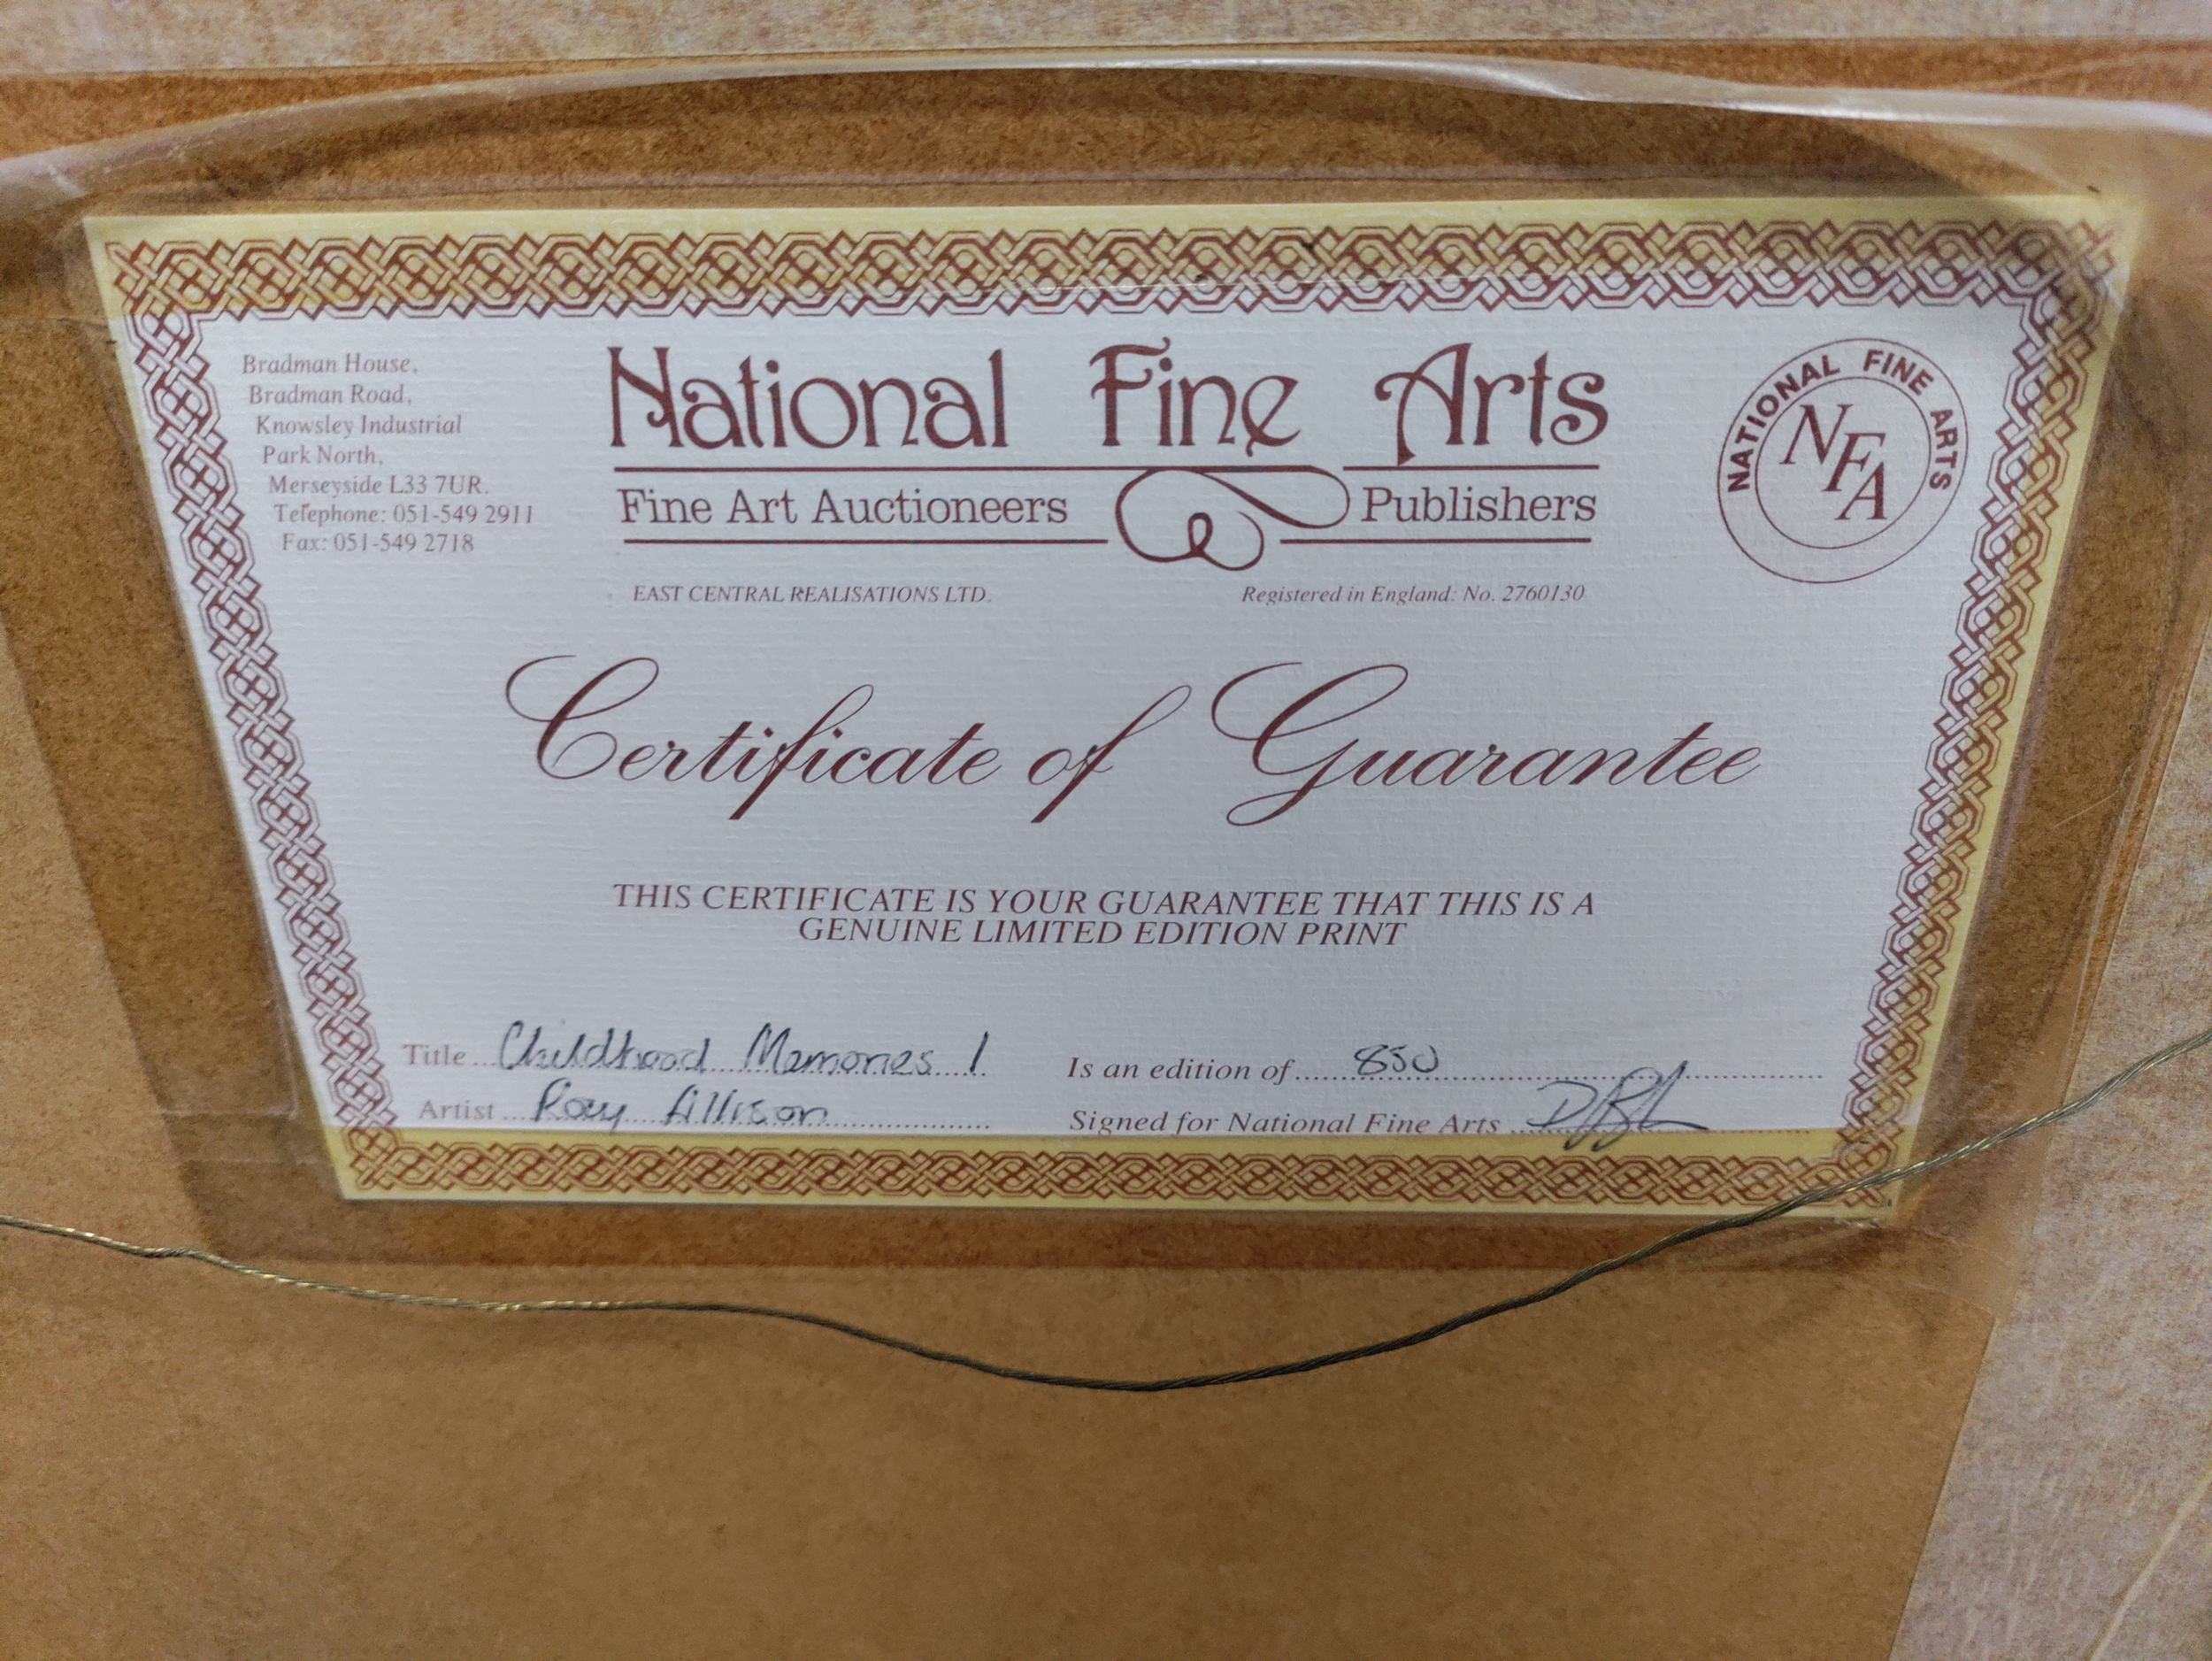 Bradman House,
Bradman Road,
Knowsley Industrial
Park North,
Merseyside L33 7UR.
Telephone: 051-549 2911
Fax: 051-549 2718
National Fine Arts
Fine Art Auctioneers Publishers
EAST CENTRAL REALISATIONS LTD. Registered in England: No. 2760130
NATIONAL FINE ARTS
NFA
Certificate of Guarantee
THIS CERTIFICATE IS YOUR GUARANTEE THAT THIS IS A
GENUINE LIMITED EDITION PRINT
Title Childhood Memories 1 Is an edition of 850
Artist Ray Allison Signed for National Fine Arts